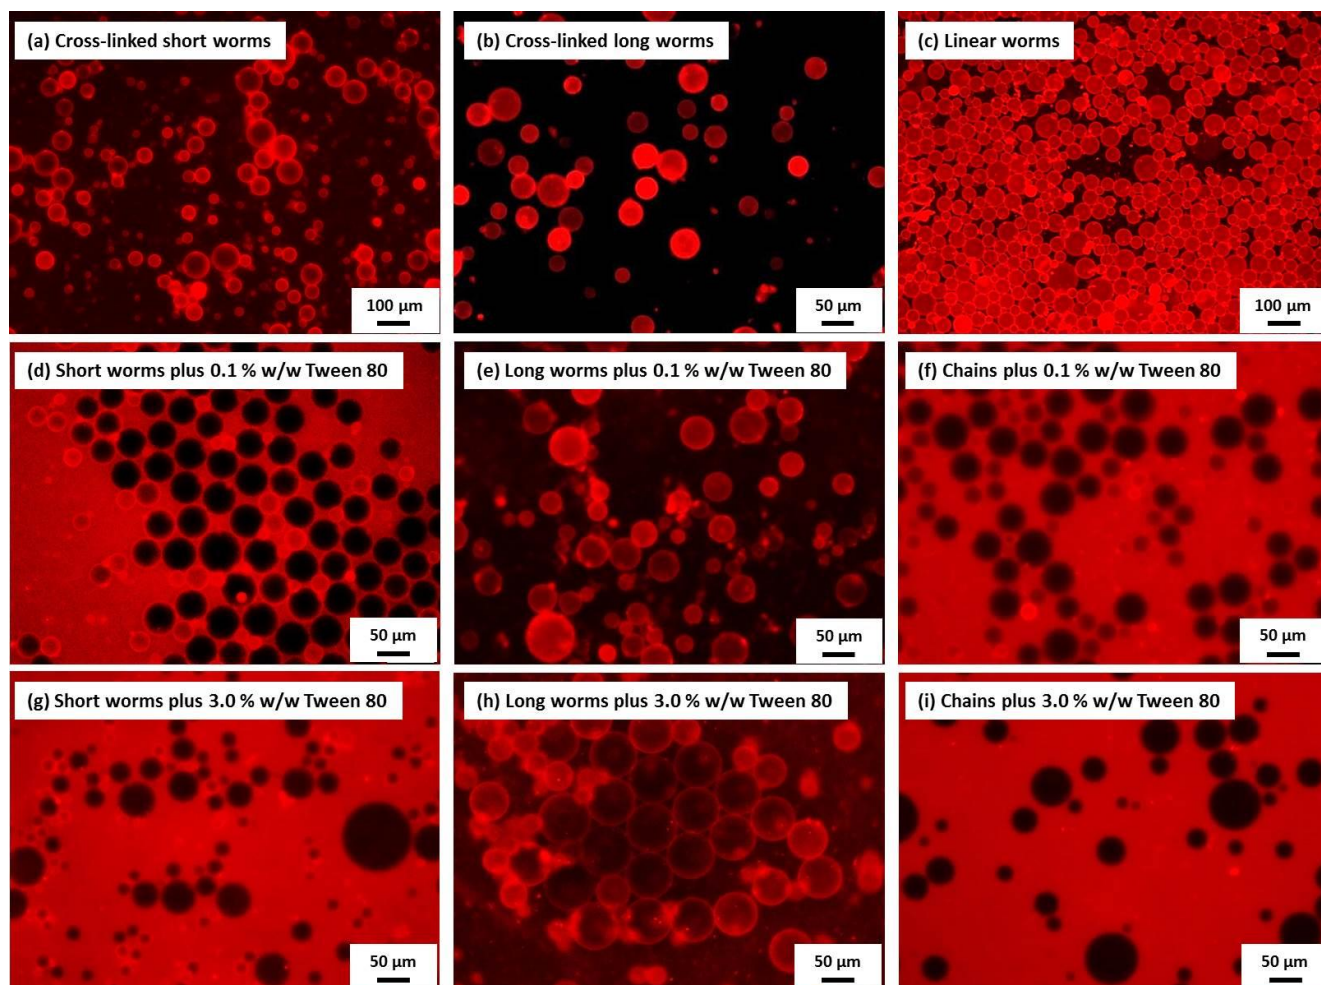 (a) Cross-linked short worms
(b) Cross-linked long worms
(c) Linear worms
100 µm
50 µm
100 µm
(d) Short worms plus 0.1 % w/w Tween 80
(e) Long worms plus 0.1 % w/w Tween 80
(f) Chains plus 0.1 % w/w Tween 80
50 µm
50 µm
50 µm
(g) Short worms plus 3.0 % w/w Tween 80
(h) Long worms plus 3.0 % w/w Tween 80
(i) Chains plus 3.0 % w/w Tween 80
50 µm
50 µm
50 µm